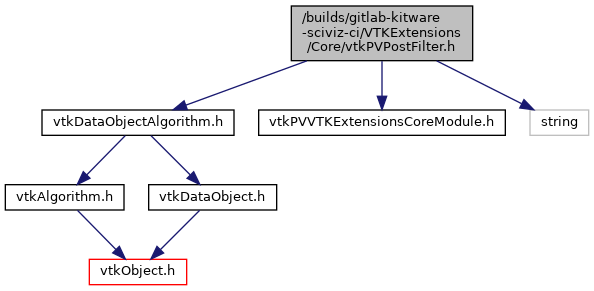 /builds/gitlab-kitware
-sciviz-ci/VTKExtensions
/Core/vtkPVPostFilter.h
vtkDataObjectAlgorithm.h
vtkPVVTKExtensionsCoreModule.h
string
vtkAlgorithm.h
vtkDataObject.h
vtkObject.h